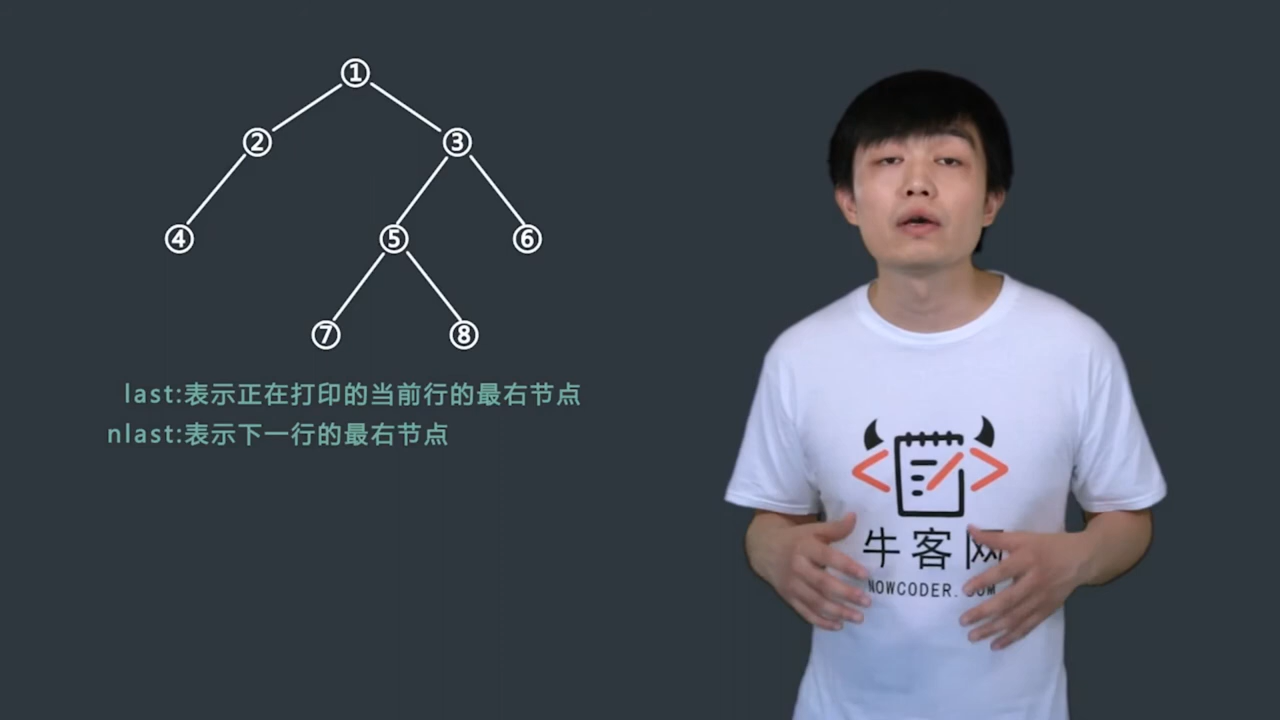 ①
② ③
④ ⑤ ⑥
⑦ ⑧
last:表示正在打印的当前行的最右节点
nlast:表示下一行的最右节点
牛客网
NOWCODER.COM